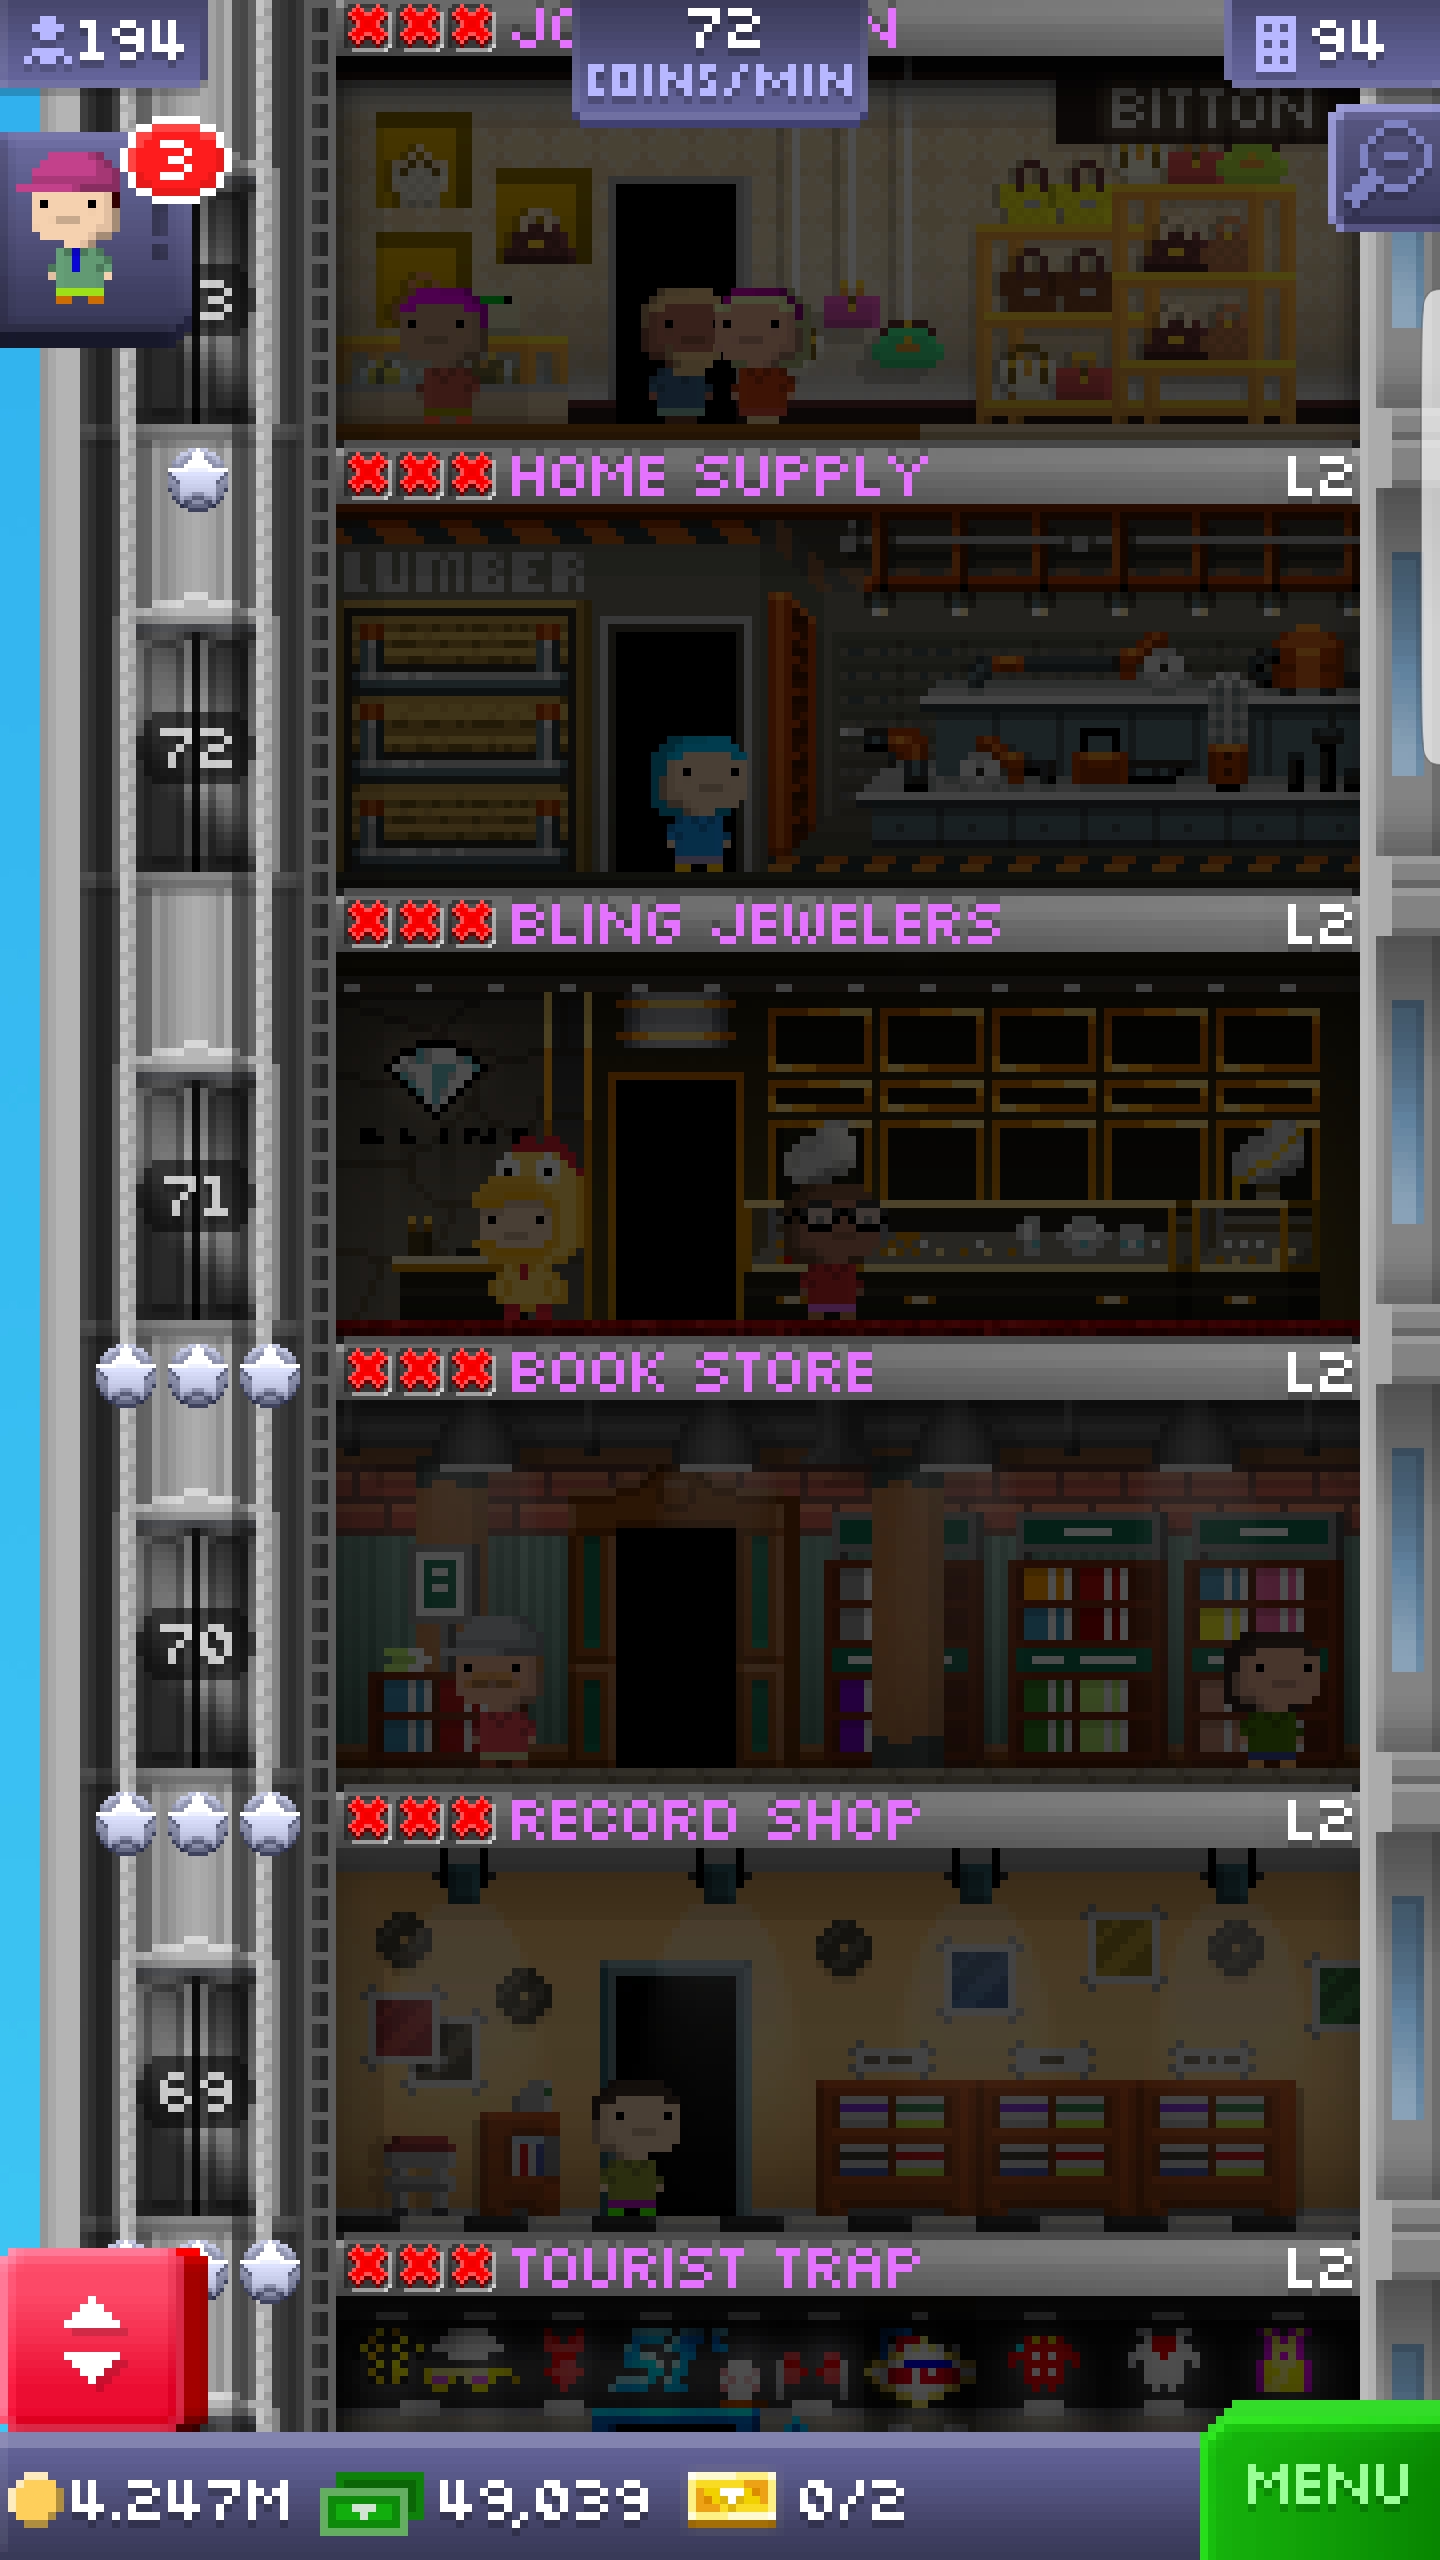 194
72
COINS/MIN
94
3
BITTON
3
HOME SUPPLY L2
LUMBER
72
BLING JEWELERS L2
BLING
71
BOOK STORE L2
70
RECORD SHOP L2
69
TOURIST TRAP L2
4.247M 49,039 0/2
MENU